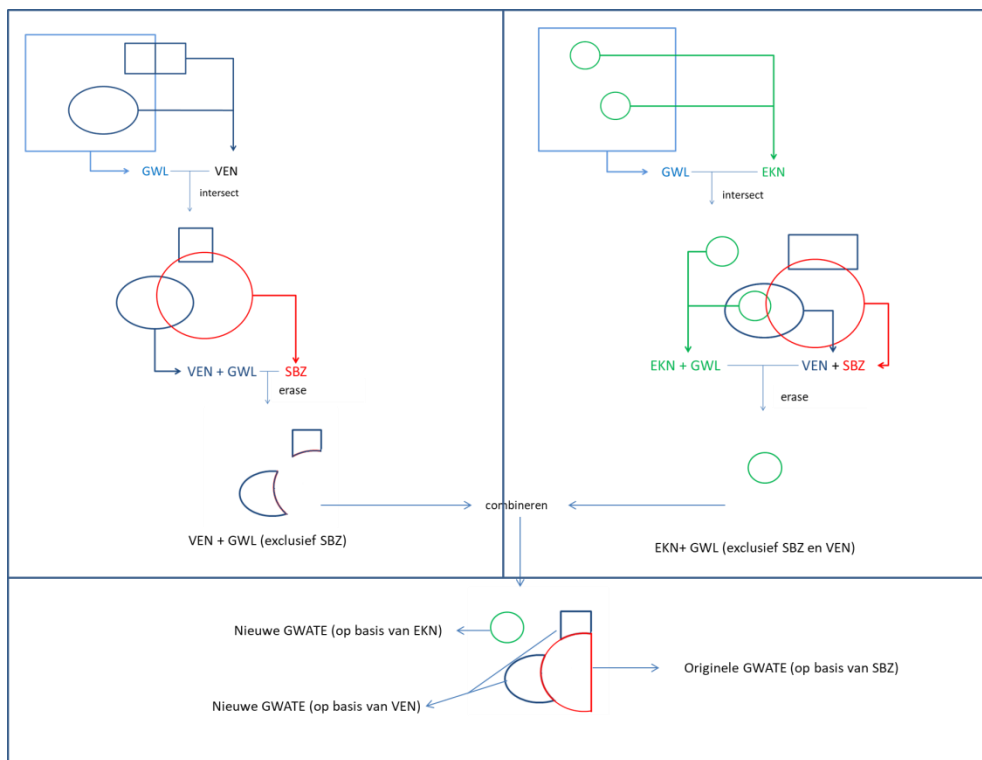 GWL VEN
intersect
VEN + GWL SBZ
erase
VEN + GWL (exclusief SBZ)
GWL EKN
intersect
EKN + GWL VEN + SBZ
erase
EKN+ GWL (exclusief SBZ en VEN)
combineren
Nieuwe GWATE (op basis van EKN)
Originele GWATE (op basis van SBZ)
Nieuwe GWATE (op basis van VEN)